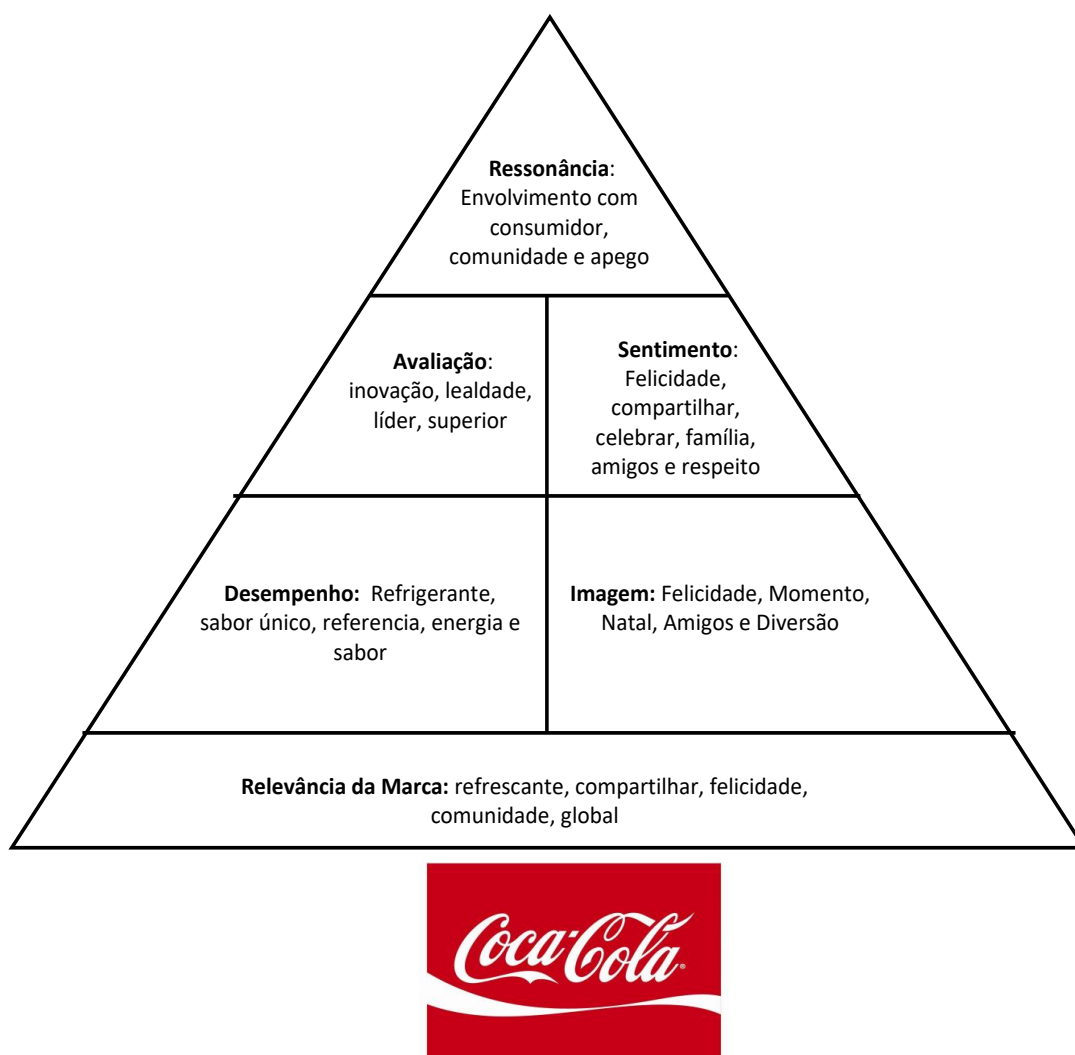 Ressonância:
Envolvimento com
consumidor,
comunidade e apego
Avaliação:
inovação, lealdade,
líder, superior
Sentimento:
Felicidade,
compartilhar,
celebrar, família,
amigos e respeito
Desempenho: Refrigerante,
sabor único, referencia, energia e
sabor
Imagem: Felicidade, Momento,
Natal, Amigos e Diversão
Relevância da Marca: refrescante, compartilhar, felicidade,
comunidade, global
Coca-Cola